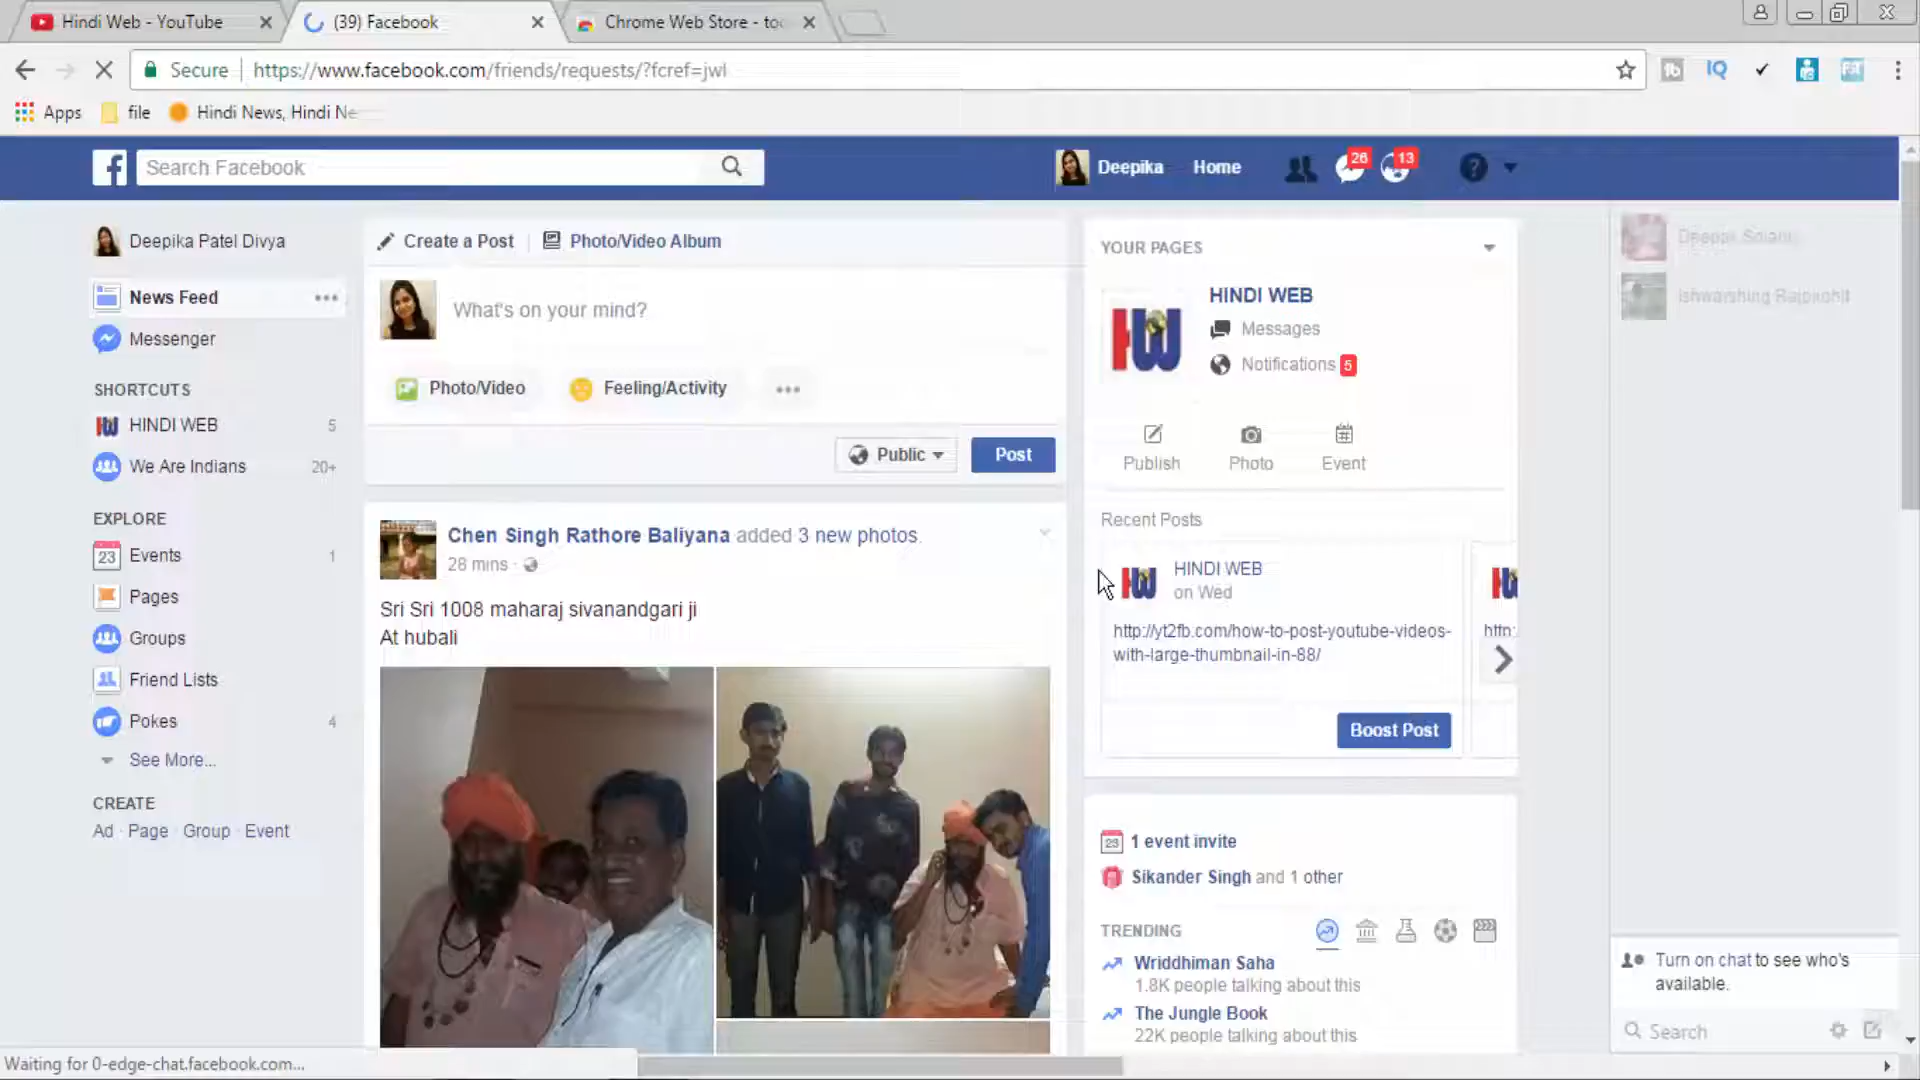 Hindi Web - YouTube
(39) Facebook
Chrome Web Store - too
Secure
https://www.facebook.com/friends/requests/?fcref=jwl
Apps
file
Hindi News, Hindi Ne
Search Facebook
Deepika
Home
26
13
Deepika Patel Divya
News Feed
Messenger
SHORTCUTS
HINDI WEB 5
We Are Indians 20+
EXPLORE
23 Events 1
Pages
Groups
Friend Lists
Pokes 4
See More...
CREATE
Ad · Page · Group · Event
Create a Post
Photo/Video Album
What's on your mind?
Photo/Video
Feeling/Activity
Public
Post
Chen Singh Rathore Baliyana added 3 new photos.
28 mins ·
Sri Sri 1008 maharaj sivanandgari ji
At hubali
YOUR PAGES
HINDI WEB
Messages
Notifications 5
Publish
Photo
Event
Recent Posts
HINDI WEB
on Wed
http://yt2fb.com/how-to-post-youtube-videos-
with-large-thumbnail-in-88/
http:
Boost Post
23 1 event invite
Sikander Singh and 1 other
TRENDING
Wriddhiman Saha
1.8K people talking about this
The Jungle Book
22K people talking about this
Ishwarshing Rajpurohit
Turn on chat to see who's
available.
Search
Waiting for 0-edge-chat.facebook.com...